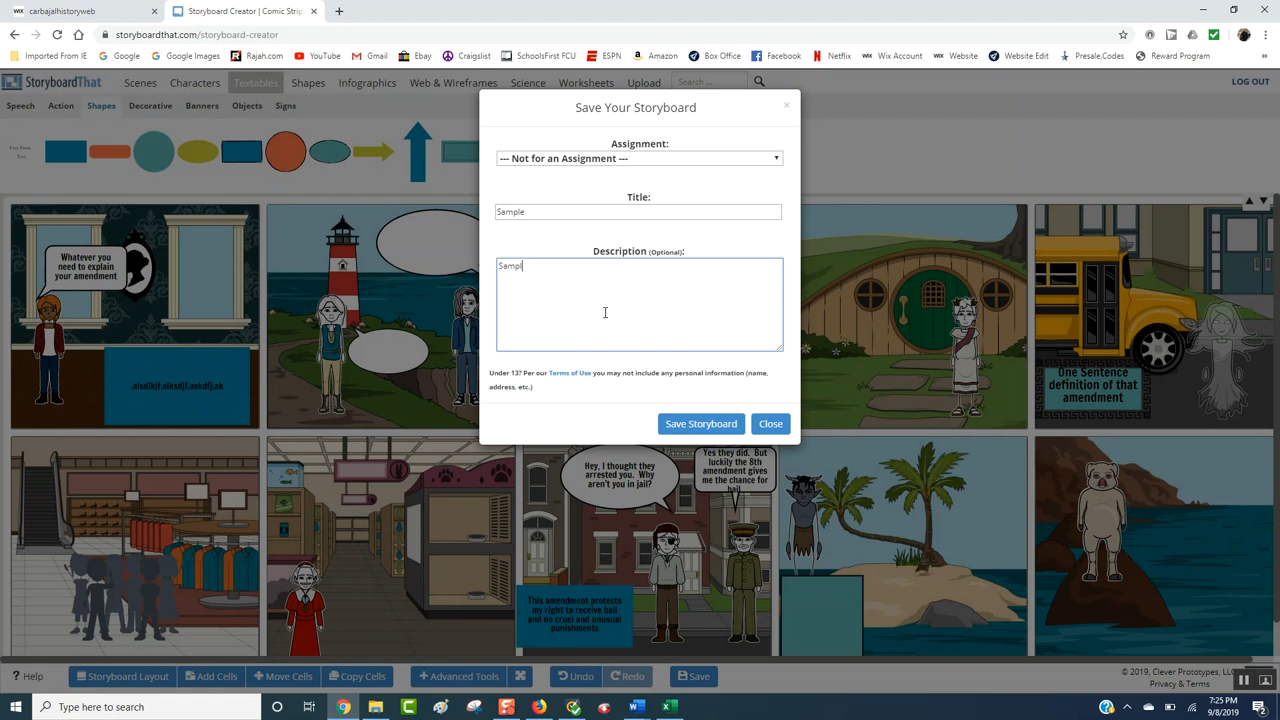 carbajalhistoryweb
Storyboard Creator | Comic Strip
storyboardthat.com/storyboard-creator
Imported From IE Google Google Images Rajah.com YouTube Gmail Ebay Craigslist SchoolsFirst FCU ESPN Amazon Box Office Facebook Netflix Wix Account Website Website Edit Presale.Codes Reward Program
StoryboardThat Scenes Characters Textables Shapes Infographics Web & Wireframes Science Worksheets Upload Search ... LOG OUT
Speech Action Shapes Decorative Banners Objects Signs
Free Form
Text
Save Your Storyboard
Assignment:
--- Not for an Assignment ---
Title:
Sample
Description (Optional):
Sampl
Under 13? Per our Terms of Use you may not include any personal information (name,
address, etc.)
Save Storyboard Close
Whatever you
need to explain
your amendment
aisdlkjf;alksdjf;askdfj;ak
One Sentence
definition of that
amendment
Hey, I thought they
arrested you. Why
aren't you in jail?
Yes they did. But
luckily the 8th
amendment gives
me the chance for
bail
This amendment protects
my right to receive bail
and no cruel and unusual
punishments
? Help Storyboard Layout Add Cells Move Cells Copy Cells Advanced Tools Undo Redo Save
© 2019, Clever Prototypes, LLC
Privacy & Terms
Type here to search
7:25 PM
9/8/2019